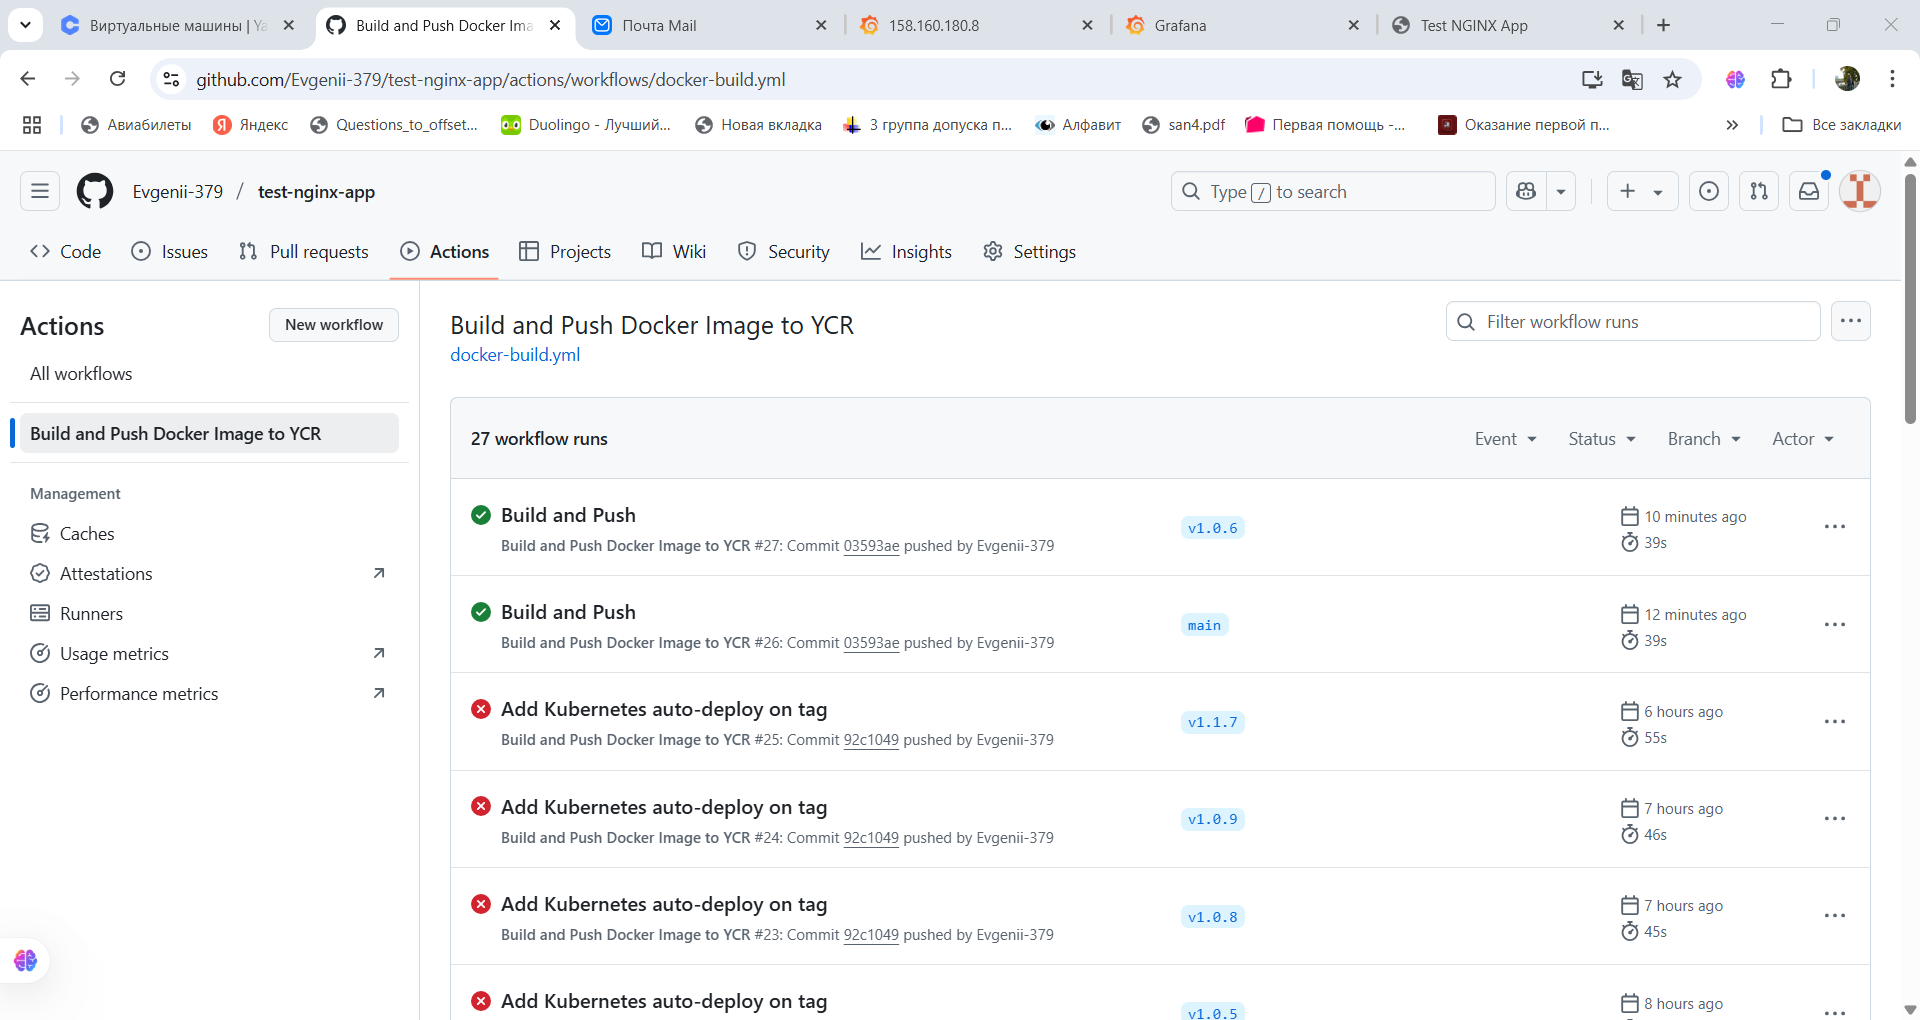 Виртуальные машины | Ya
Build and Push Docker Ima
Почта Mail
158.160.180.8
Grafana
Test NGINX App
github.com/Evgenii-379/test-nginx-app/actions/workflows/docker-build.yml
Авиабилеты
Яндекс
Questions_to_offset...
Duolingo - Лучший...
Новая вкладка
3 группа допуска п...
Алфавит
san4.pdf
Первая помощь -...
Оказание первой п...
Все закладки
Evgenii-379 / test-nginx-app
Type / to search
Code
Issues
Pull requests
Actions
Projects
Wiki
Security
Insights
Settings
Actions
New workflow
All workflows
Build and Push Docker Image to YCR
Management
Caches
Attestations
Runners
Usage metrics
Performance metrics
Build and Push Docker Image to YCR
docker-build.yml
Filter workflow runs
27 workflow runs
Event
Status
Branch
Actor
Build and Push
Build and Push Docker Image to YCR #27: Commit 03593ae pushed by Evgenii-379
v1.0.6
10 minutes ago
39s
Build and Push
Build and Push Docker Image to YCR #26: Commit 03593ae pushed by Evgenii-379
main
12 minutes ago
39s
Add Kubernetes auto-deploy on tag
Build and Push Docker Image to YCR #25: Commit 92c1049 pushed by Evgenii-379
v1.1.7
6 hours ago
55s
Add Kubernetes auto-deploy on tag
Build and Push Docker Image to YCR #24: Commit 92c1049 pushed by Evgenii-379
v1.0.9
7 hours ago
46s
Add Kubernetes auto-deploy on tag
Build and Push Docker Image to YCR #23: Commit 92c1049 pushed by Evgenii-379
v1.0.8
7 hours ago
45s
Add Kubernetes auto-deploy on tag
v1.0.5
8 hours ago